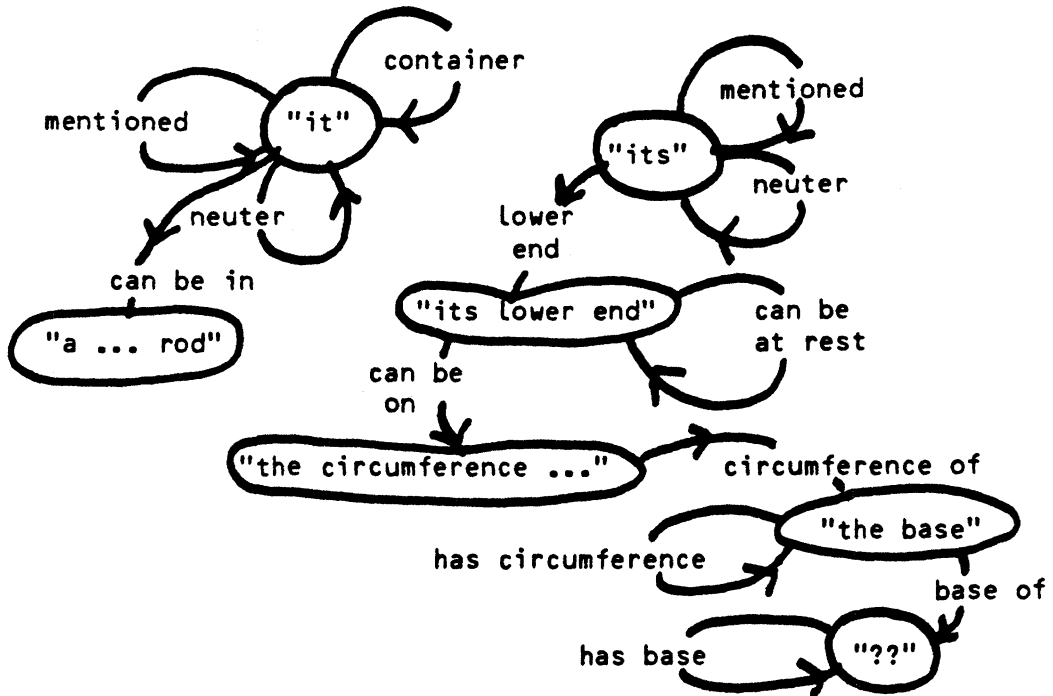 container
mentioned
"it"
mentioned
"its"
neuter
neuter
lower
end
can be in
"its lower end"
can be
at rest
"a ... rod"
can be
on
"the circumference ..."
circumference of
"the base"
has circumference
base of
has base
"??"